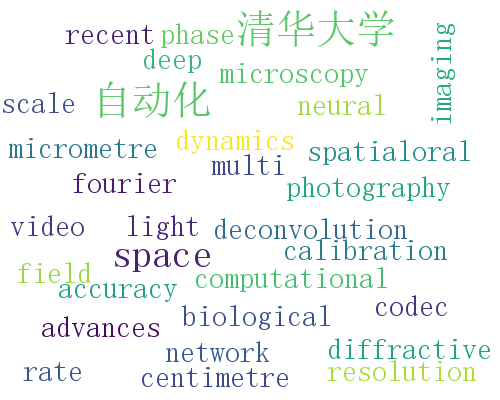 recent phase 清华大学
deep
microscopy
imaging
scale 自动化 neural
micrometre dynamics
multi spatialoral
fourier photography
video light deconvolution
space calibration
field computational
accuracy
biological codec
advances
network diffractive
rate centimetre resolution